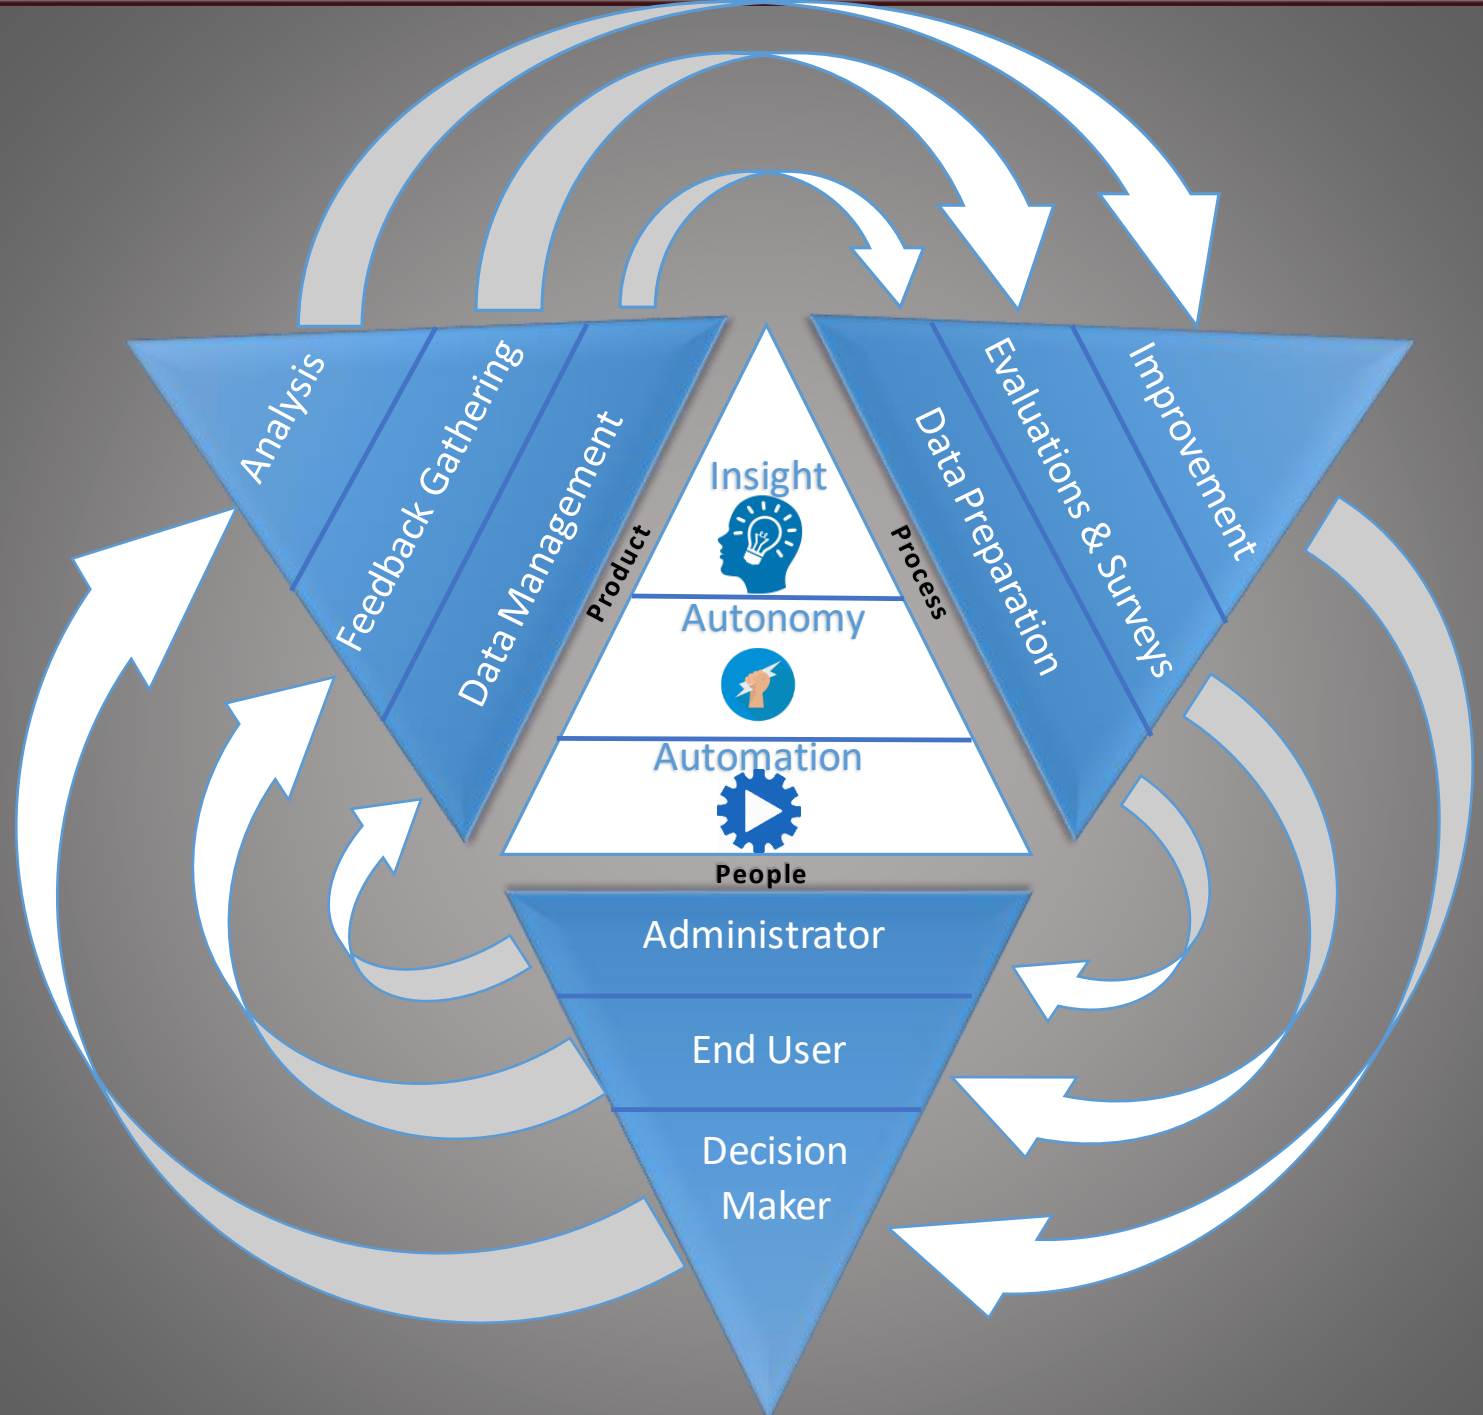 Analysis
Feedback Gathering
Data Management
Product
Insight
Autonomy
Automation
Process
Data Preparation
Evaluations & Surveys
Improvement
People
Administrator
End User
Decision
Maker